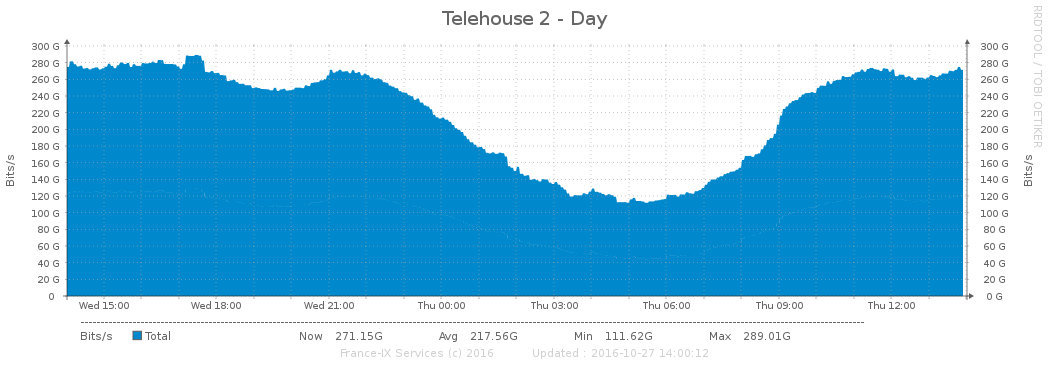 Telehouse 2 - Day
RRDTOOL / TOBI OETIKER
Bits/s
300 G 300 G
280 G 280 G
260 G 260 G
240 G 240 G
220 G 220 G
200 G 200 G
180 G 180 G
160 G 160 G
140 G 140 G
120 G 120 G
100 G 100 G
80 G 80 G
60 G 60 G
40 G 40 G
20 G 20 G
0 0 G
Bits/s
Wed 15:00 Wed 18:00 Wed 21:00 Thu 00:00 Thu 03:00 Thu 06:00 Thu 09:00 Thu 12:00
Bits/s Total Now 271.15G Avg 217.56G Min 111.62G Max 289.01G
France-IX Services (c) 2016 Updated : 2016-10-27 14:00:12